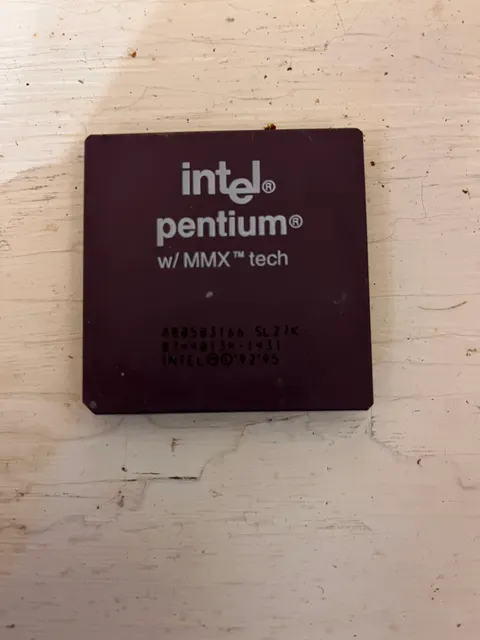 intel®
pentium®
w/ MMX™ tech
A80503166 SL27K
INTEL Ⓜ©'92'95